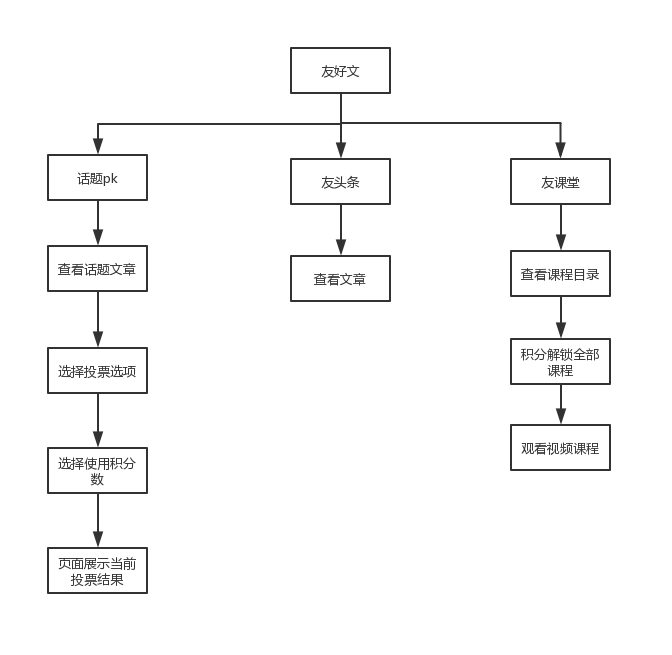 友好文
话题pk
友头条
友课堂
查看话题文章
查看文章
查看课程目录
选择投票选项
积分解锁全部
课程
选择使用积分
数
观看视频课程
页面展示当前
投票结果